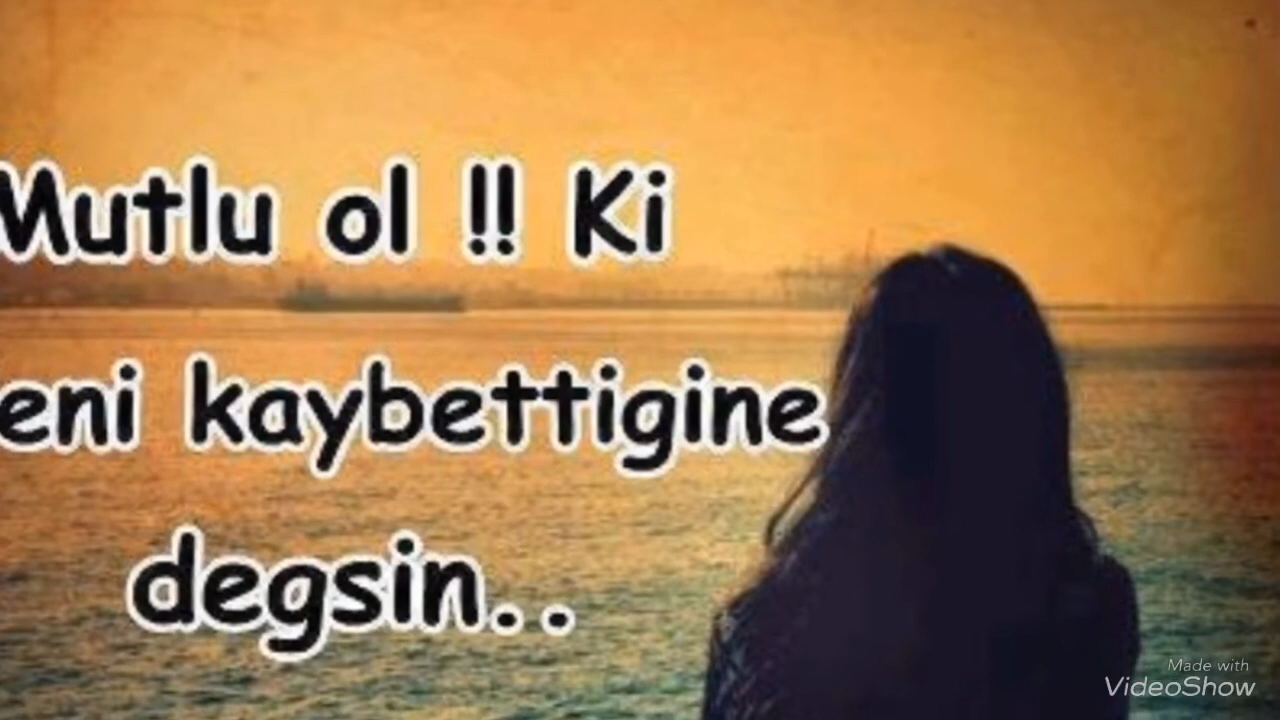 Mutlu ol !! Ki
eni kaybettigine
degsin..
Made with
VideoShow